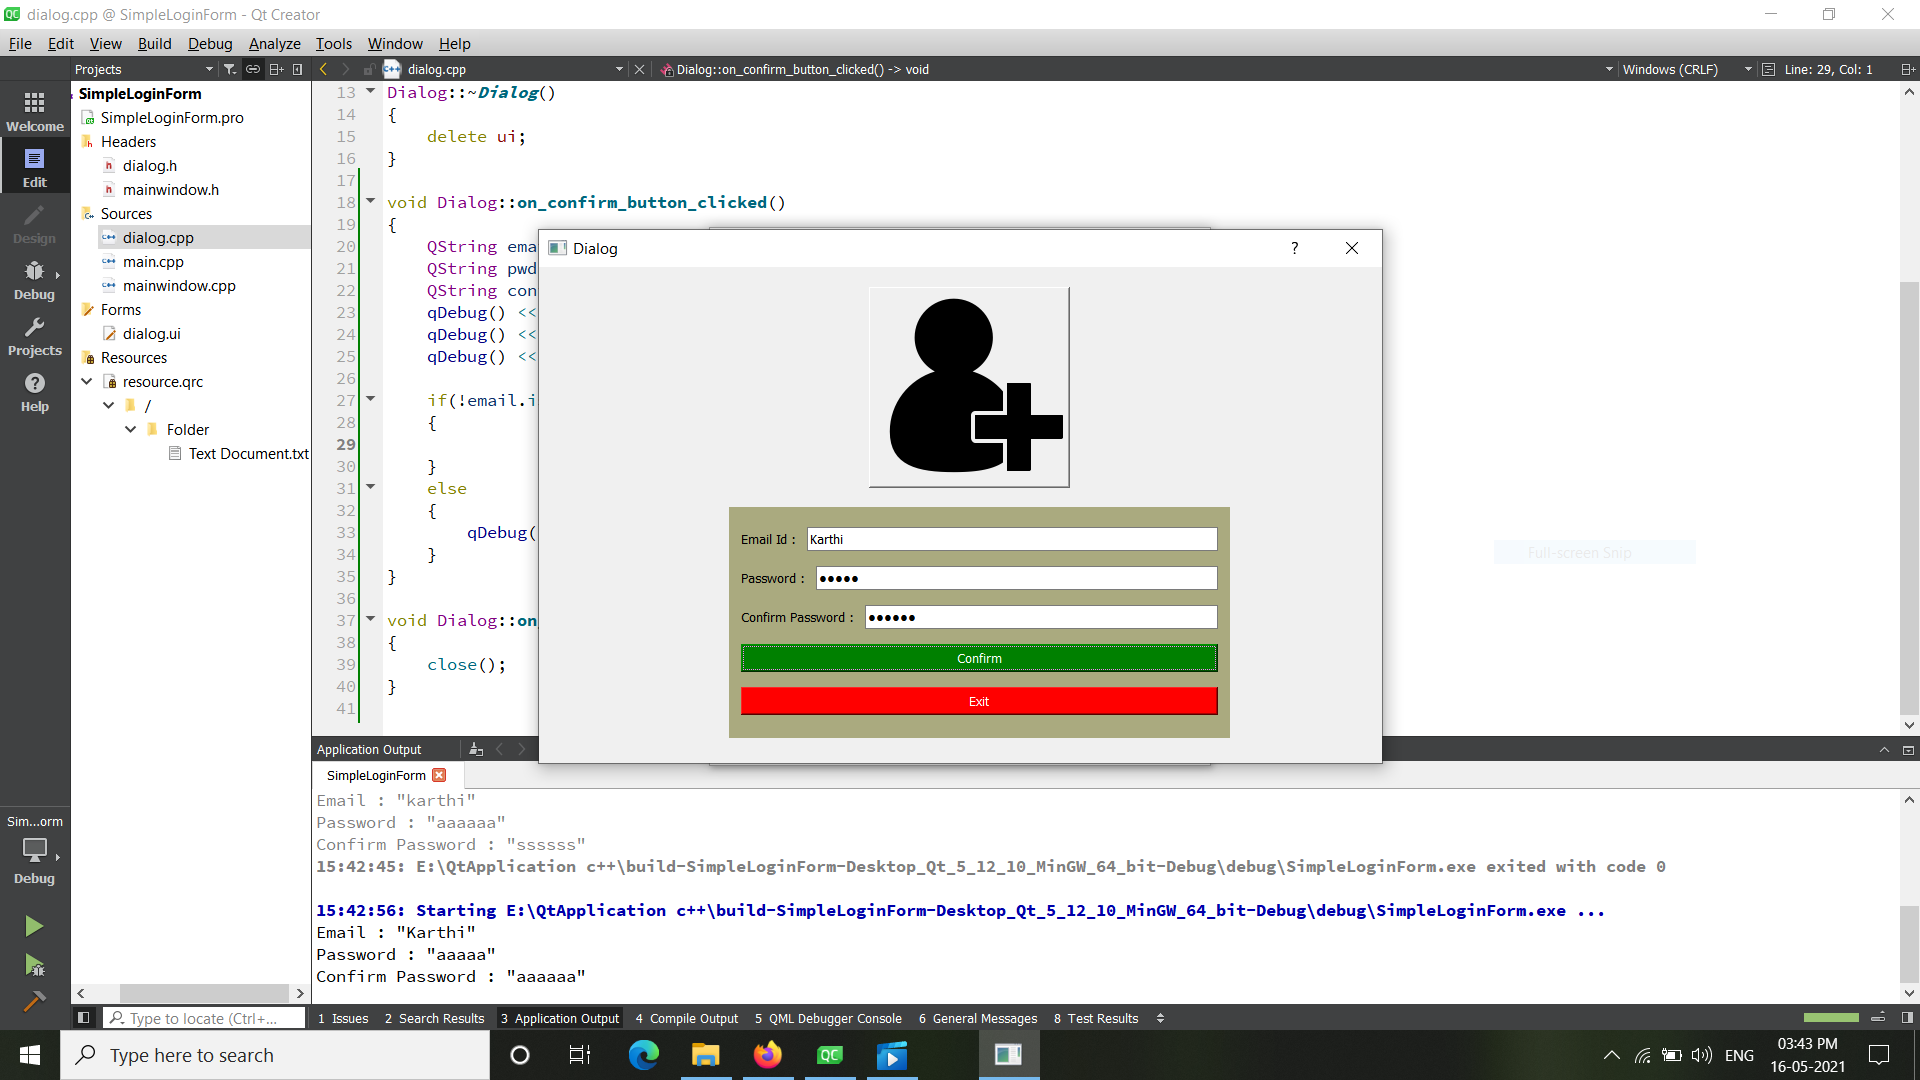 dialog.cpp @ SimpleLoginForm - Qt Creator
File Edit View Build Debug Analyze Tools Window Help
Projects
dialog.cpp
Dialog::on_confirm_button_clicked() -> void
Windows (CRLF)
Line: 29, Col: 1
Welcome
Edit
Design
Debug
Projects
Help
SimpleLoginForm
SimpleLoginForm.pro
Headers
dialog.h
mainwindow.h
Sources
dialog.cpp
main.cpp
mainwindow.cpp
Forms
dialog.ui
Resources
resource.qrc
/
Folder
Text Document.txt
13 Dialog::~Dialog()
14 {
15 delete ui;
16 }
17
18 void Dialog::on_confirm_button_clicked()
19 {
20 QString ema
21 QString pwd
22 QString con
23 qDebug() <<
24 qDebug() <<
25 qDebug() <<
26
27 if(!email.i
28 {
29
30 }
31 else
32 {
33 qDebug(
34 }
35 }
36
37 void Dialog::on
38 {
39 close();
40 }
41
Dialog
?
Email Id : Karthi
Password : ●●●●●
Confirm Password : ●●●●●●
Confirm
Exit
Full-screen Snip
Application Output
SimpleLoginForm
Email : "karthi"
Password : "aaaaaa"
Confirm Password : "ssssss"
15:42:45: E:\QtApplication c++\build-SimpleLoginForm-Desktop_Qt_5_12_10_MinGW_64_bit-Debug\debug\SimpleLoginForm.exe exited with code 0
15:42:56: Starting E:\QtApplication c++\build-SimpleLoginForm-Desktop_Qt_5_12_10_MinGW_64_bit-Debug\debug\SimpleLoginForm.exe ...
Email : "Karthi"
Password : "aaaaa"
Confirm Password : "aaaaaa"
Sim...orm
Debug
Type to locate (Ctrl+...
1 Issues 2 Search Results 3 Application Output 4 Compile Output 5 QML Debugger Console 6 General Messages 8 Test Results
Type here to search
ENG
03:43 PM
16-05-2021